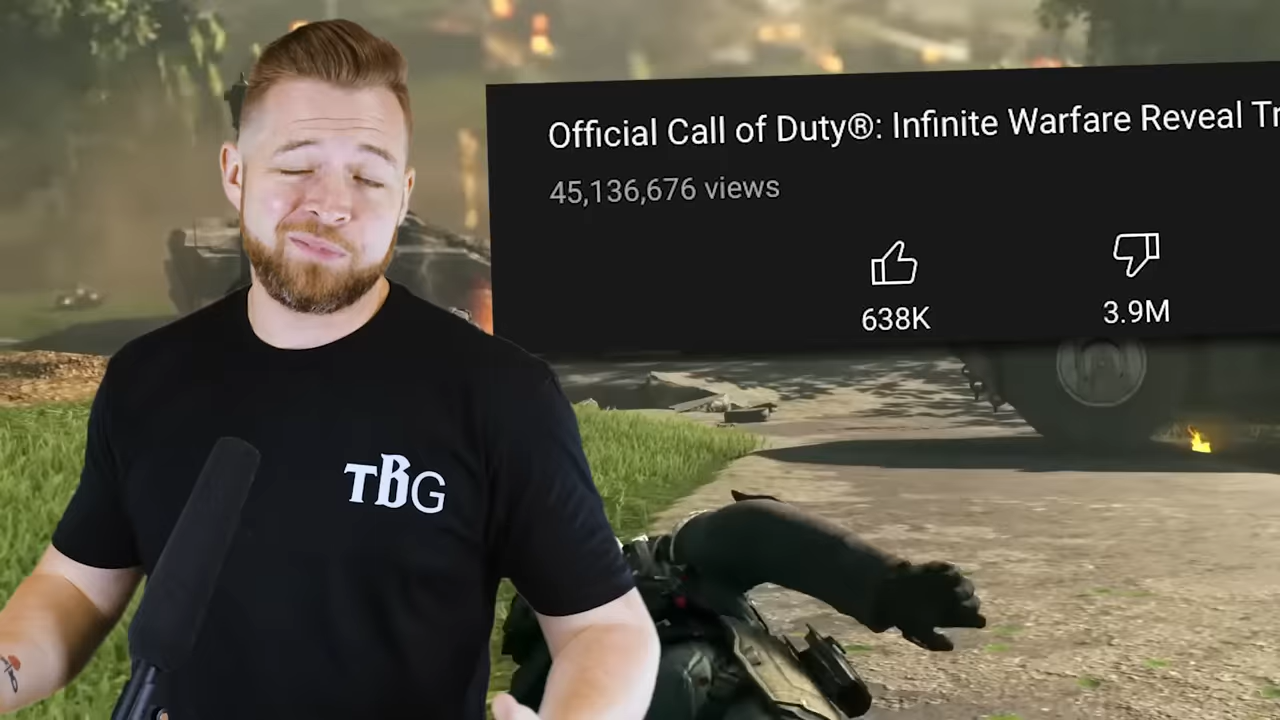 Official Call of Duty®: Infinite Warfare Reveal Tr
45,136,676 views
638K
3.9M
TBG